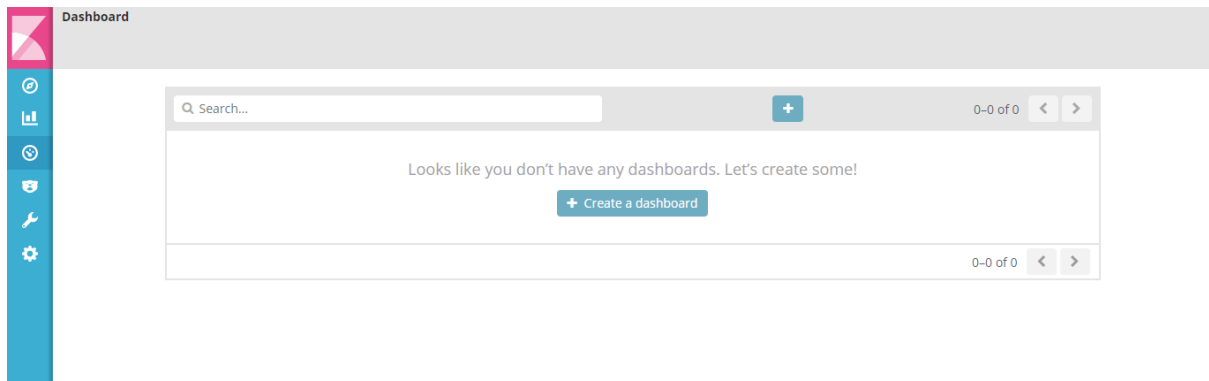 Dashboard
Search...
+
0–0 of 0
Looks like you don’t have any dashboards. Let’s create some!
+ Create a dashboard
0–0 of 0